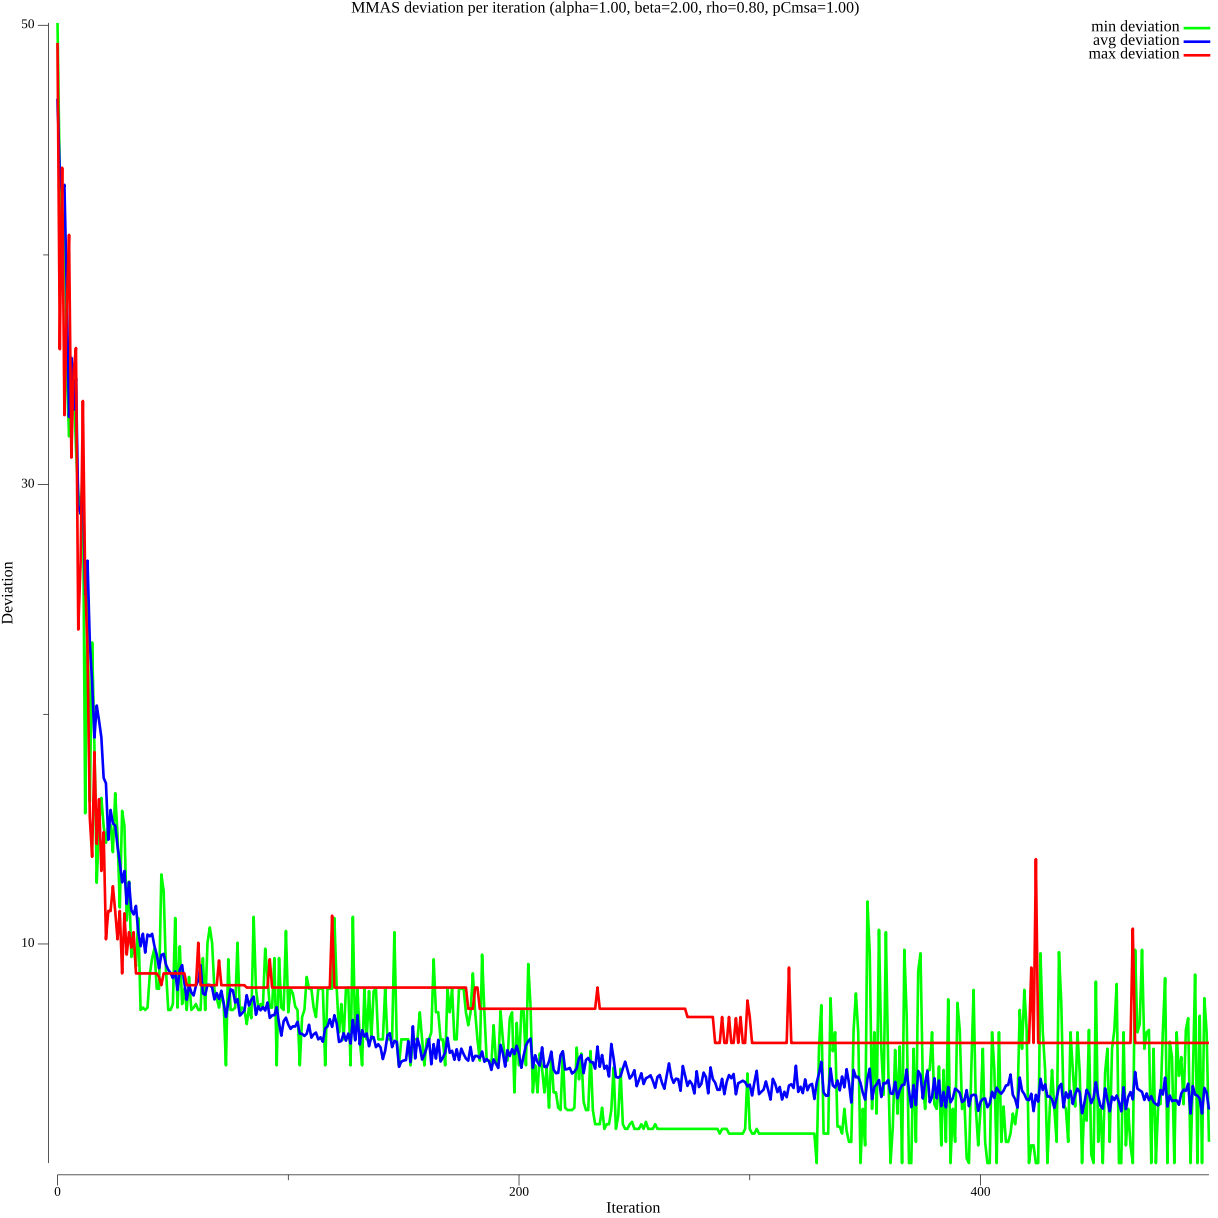 MMAS deviation per iteration (alpha=1.00, beta=2.00, rho=0.80, pCmsa=1.00)
min deviation
avg deviation
max deviation
50
30
10
Deviation
0
200
400
Iteration